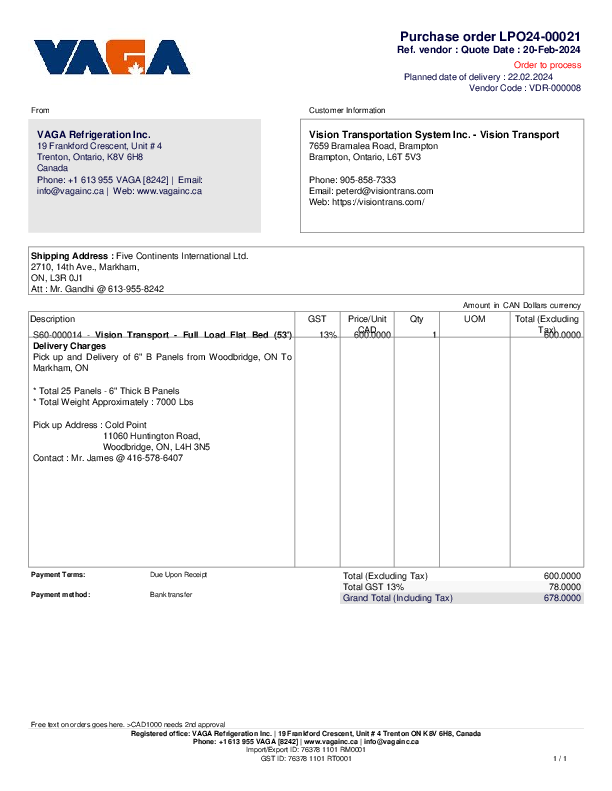 VAGA
Purchase order LPO24-00021
Ref. vendor : Quote Date : 20-Feb-2024
Order to process
Planned date of delivery : 22.02.2024
Vendor Code : VDR-000008
From
Customer Information
VAGA Refrigeration Inc.
19 Frankford Crescent, Unit # 4
Trenton, Ontario, K8V 6H8
Canada
Phone: +1 613 955 VAGA [8242] | Email:
info@vagainc.ca | Web: www.vagainc.ca
Vision Transportation System Inc. - Vision Transport
7659 Bramalea Road, Brampton
Brampton, Ontario, L6T 5V3
Phone: 905-858-7333
Email: peterd@visiontrans.com
Web: https://visiontrans.com/
Shipping Address : Five Continents International Ltd.
2710, 14th Ave., Markham,
ON, L3R 0J1
Att : Mr. Gandhi @ 613-955-8242
Amount in CAN Dollars currency
Description GST Price/Unit CAD Qty UOM Total (Excluding Tax)
S60-000014 - Vision Transport - Full Load Flat Bed (53') 13% 600.0000 1 600.0000
Delivery Charges
Pick up and Delivery of 6" B Panels from Woodbridge, ON To
Markham, ON
* Total 25 Panels - 6" Thick B Panels
* Total Weight Approximately : 7000 Lbs
Pick up Address : Cold Point
11060 Huntington Road,
Woodbridge, ON, L4H 3N5
Contact : Mr. James @ 416-578-6407
Payment Terms: Due Upon Receipt
Payment method: Bank transfer
Total (Excluding Tax) 600.0000
Total GST 13% 78.0000
Grand Total (Including Tax) 678.0000
Free text on orders goes here. >CAD1000 needs 2nd approval
Registered office: VAGA Refrigeration Inc. | 19 Frankford Crescent, Unit # 4 Trenton ON K8V 6H8, Canada
Phone: +1 613 955 VAGA [8242] | www.vagainc.ca | info@vagainc.ca
Import/Export ID: 76378 1101 RM0001
GST ID: 76378 1101 RT0001
1 / 1